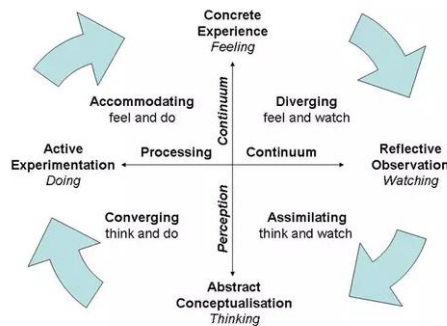 Concrete
Experience
Feeling
Continuum
Accommodating
feel and do
Diverging
feel and watch
Active
Experimentation
Doing
Processing
Continuum
Reflective
Observation
Watching
Perception
Converging
think and do
Assimilating
think and watch
Abstract
Conceptualisation
Thinking